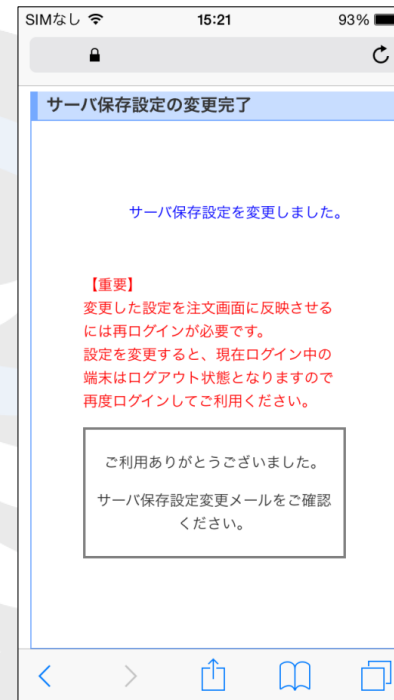 SIMなし 15:21 93%
サーバ保存設定の変更完了
サーバ保存設定を変更しました。
【重要】
変更した設定を注文画面に反映させる
には再ログインが必要です。
設定を変更すると、現在ログイン中の
端末はログアウト状態となりますので
再度ログインしてご利用ください。
ご利用ありがとうございました。
サーバ保存設定変更メールをご確認
ください。